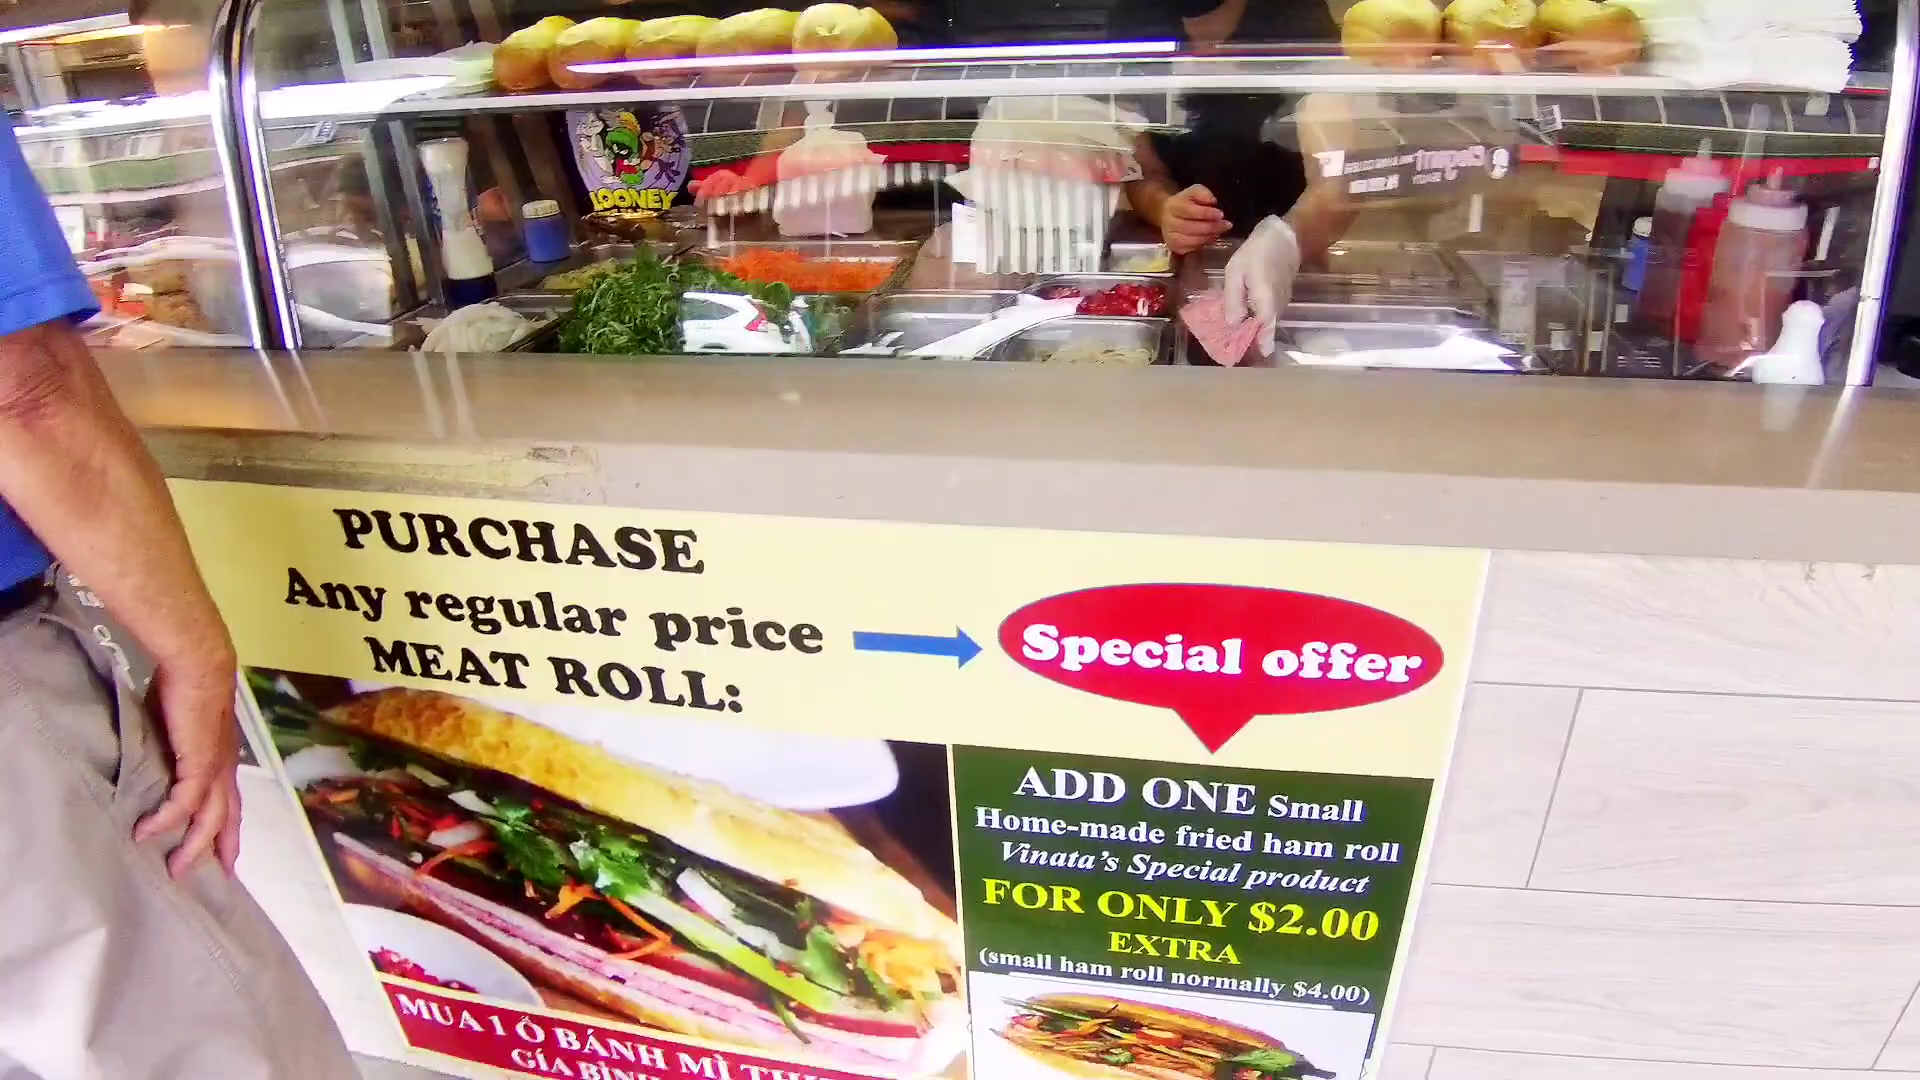 LOONEY
PURCHASE
Any regular price
MEAT ROLL:
Special offer
ADD ONE Small
Home-made fried ham roll
Vinata's Special product
FOR ONLY $2.00
EXTRA
(small ham roll normally $4.00)
MUA 1 Ổ BÁNH MÌ
GÍA